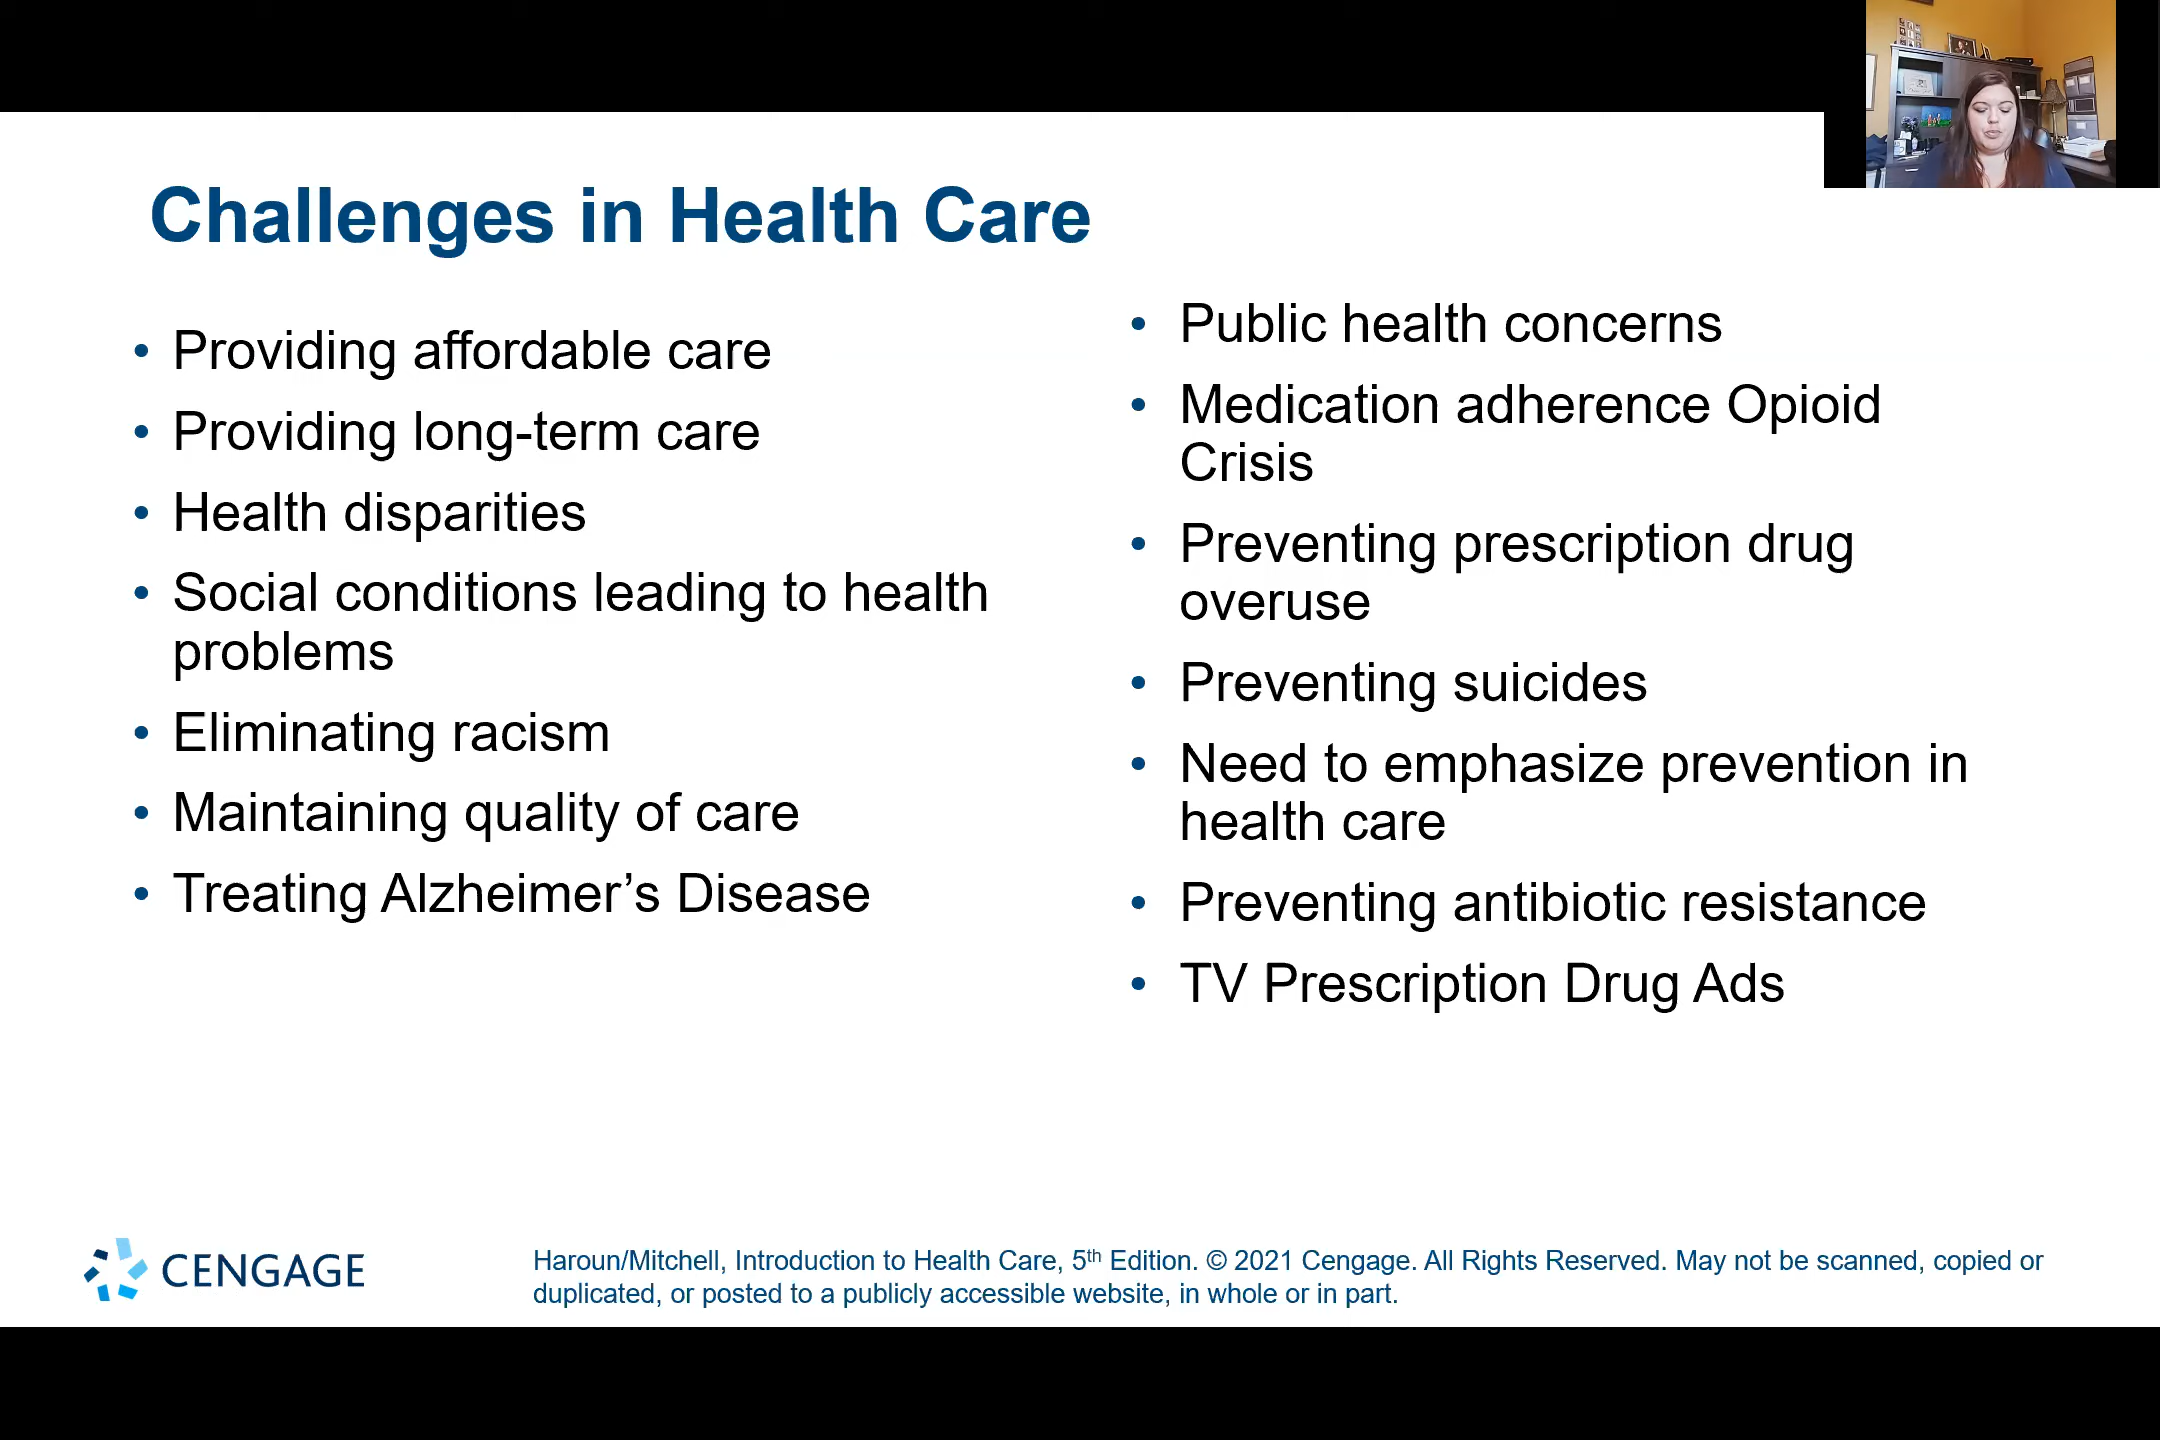 Challenges in Health Care
• Providing affordable care
• Providing long-term care
• Health disparities
• Social conditions leading to health
problems
• Eliminating racism
• Maintaining quality of care
• Treating Alzheimer’s Disease
• Public health concerns
• Medication adherence Opioid
Crisis
• Preventing prescription drug
overuse
• Preventing suicides
• Need to emphasize prevention in
health care
• Preventing antibiotic resistance
• TV Prescription Drug Ads
CENGAGE
Haroun/Mitchell, Introduction to Health Care, 5th Edition. © 2021 Cengage. All Rights Reserved. May not be scanned, copied or
duplicated, or posted to a publicly accessible website, in whole or in part.